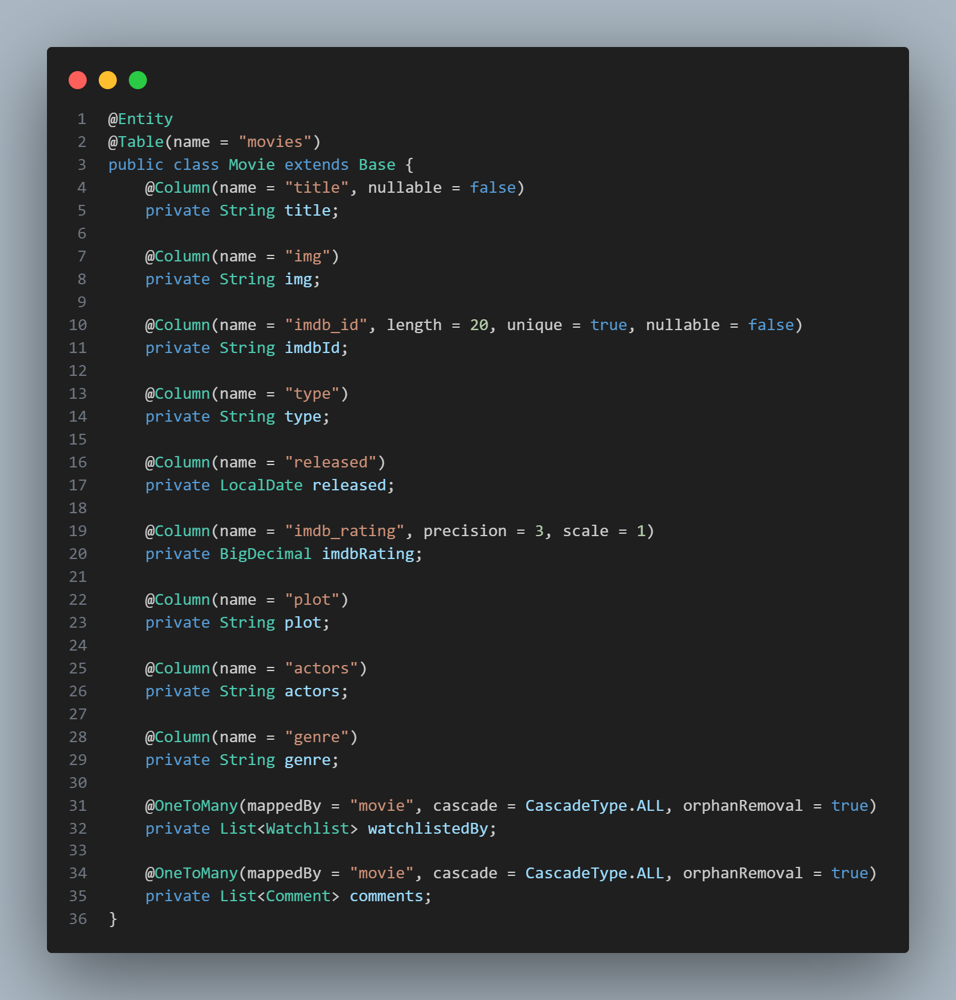 1 @Entity
2 @Table(name = "movies")
3 public class Movie extends Base {
4     @Column(name = "title", nullable = false)
5     private String title;
6
7     @Column(name = "img")
8     private String img;
9
10     @Column(name = "imdb_id", length = 20, unique = true, nullable = false)
11     private String imdbId;
12
13     @Column(name = "type")
14     private String type;
15
16     @Column(name = "released")
17     private LocalDate released;
18
19     @Column(name = "imdb_rating", precision = 3, scale = 1)
20     private BigDecimal imdbRating;
21
22     @Column(name = "plot")
23     private String plot;
24
25     @Column(name = "actors")
26     private String actors;
27
28     @Column(name = "genre")
29     private String genre;
30
31     @OneToMany(mappedBy = "movie", cascade = CascadeType.ALL, orphanRemoval = true)
32     private List<Watchlist> watchlistedBy;
33
34     @OneToMany(mappedBy = "movie", cascade = CascadeType.ALL, orphanRemoval = true)
35     private List<Comment> comments;
36 }